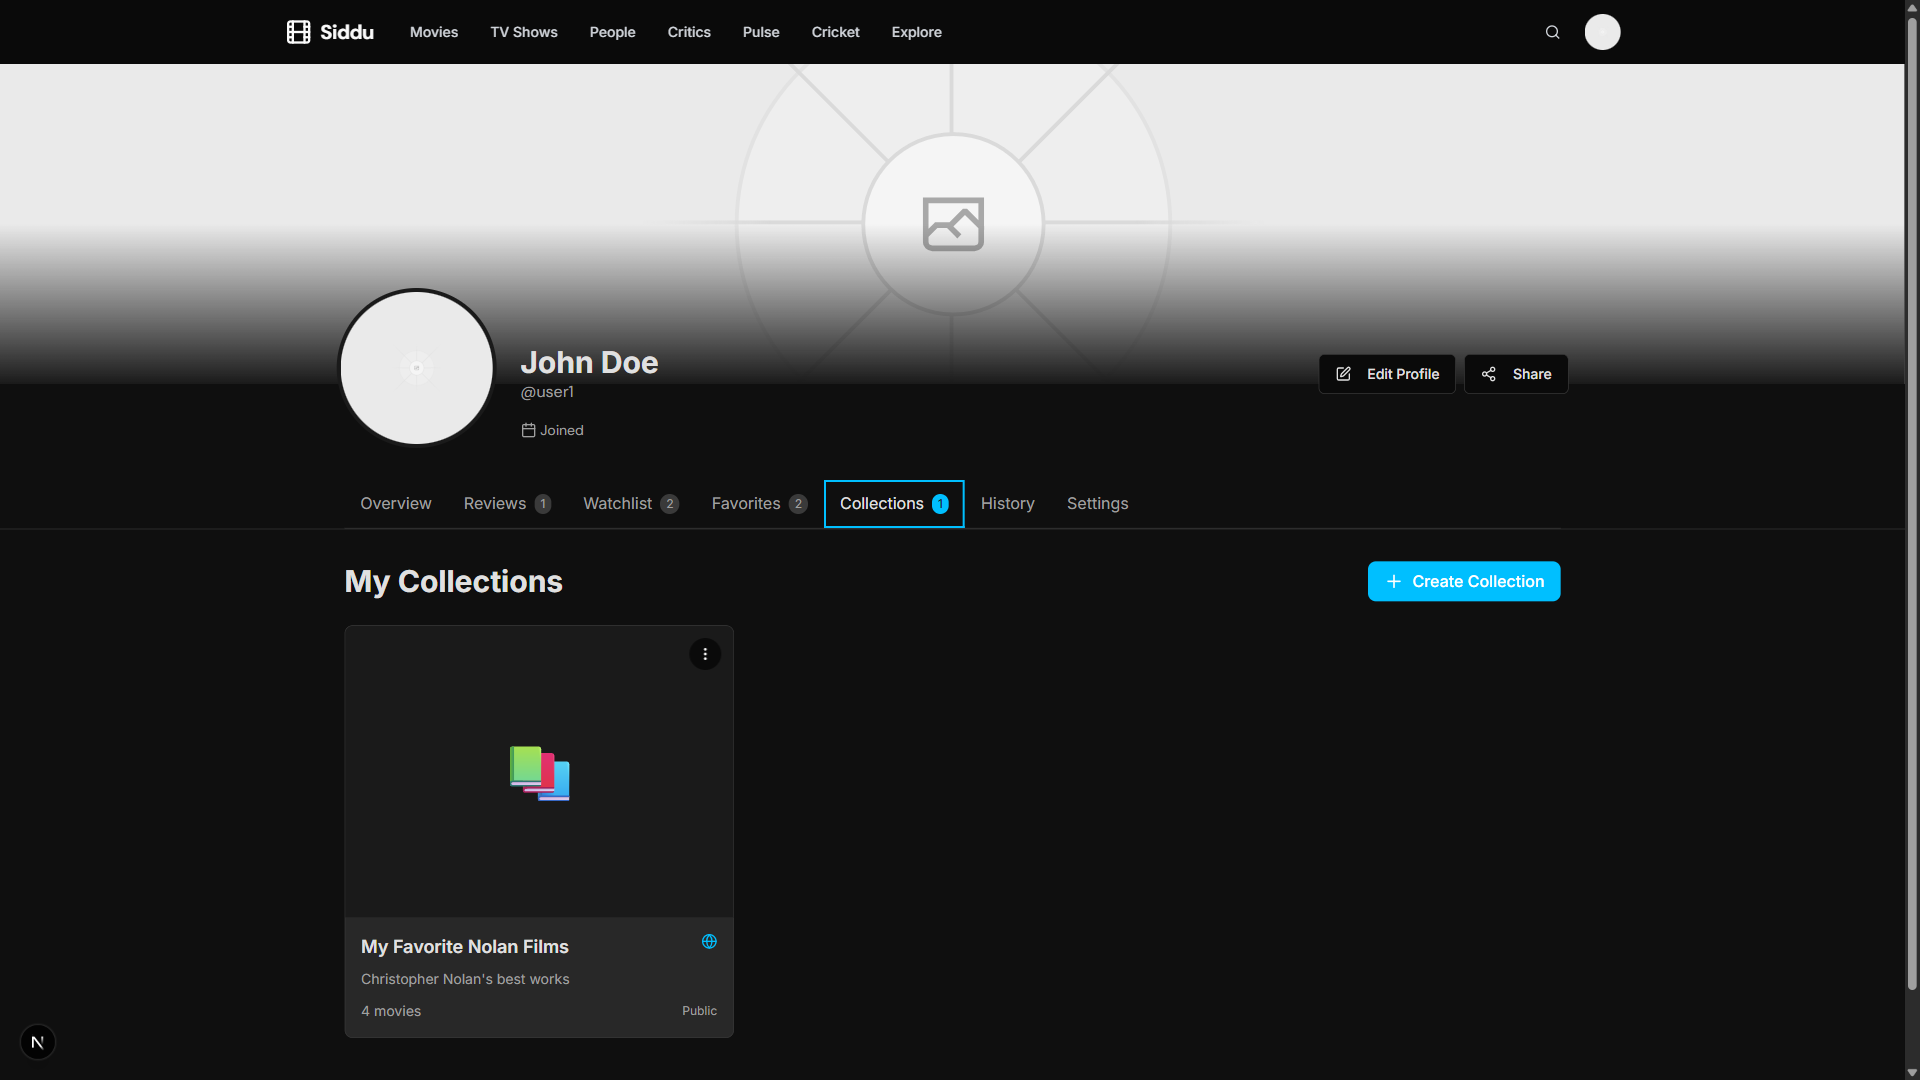 Siddu Movies TV Shows People Critics Pulse Cricket Explore
John Doe
@user1
Joined
Edit Profile Share
Overview Reviews 1 Watchlist 2 Favorites 2 Collections 1 History Settings
My Collections
Create Collection
My Favorite Nolan Films
Christopher Nolan's best works
4 movies Public
N